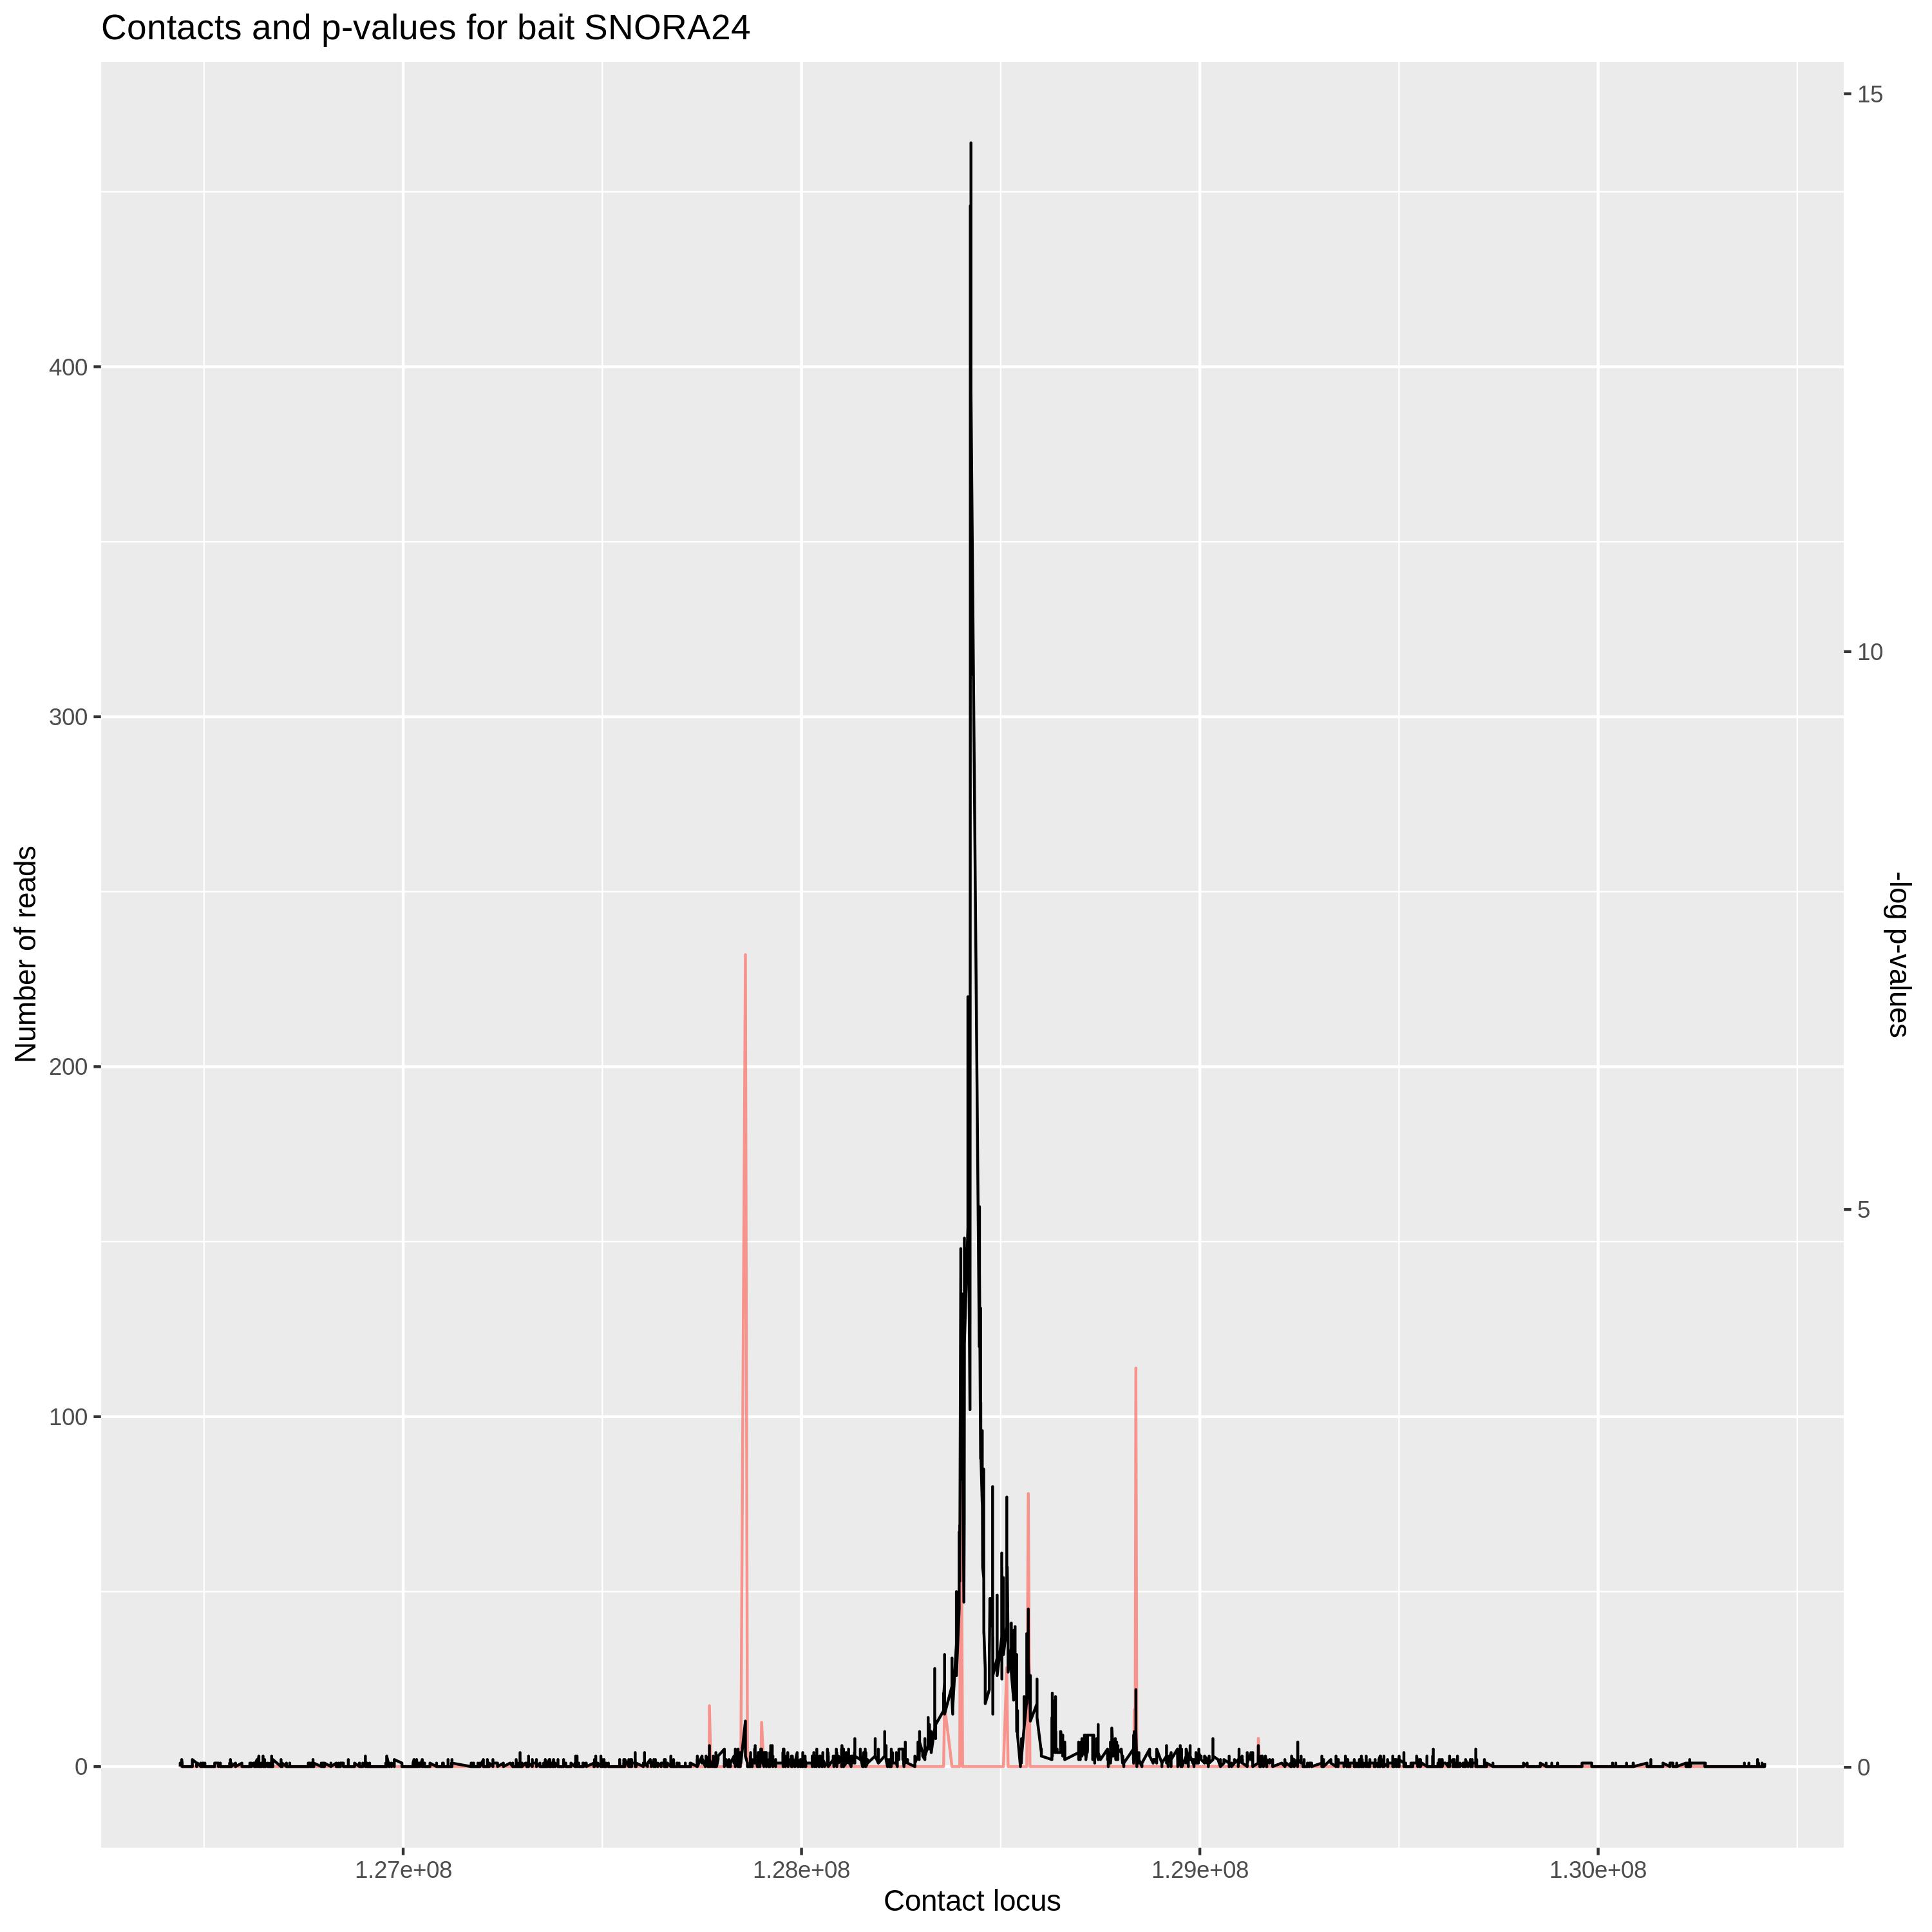 Contacts and p-values for bait SNORA24
15
400
10
300
Number of reads
-log p-values
200
5
100
0
0
1.27e+08
1.28e+08
1.29e+08
1.30e+08
Contact locus